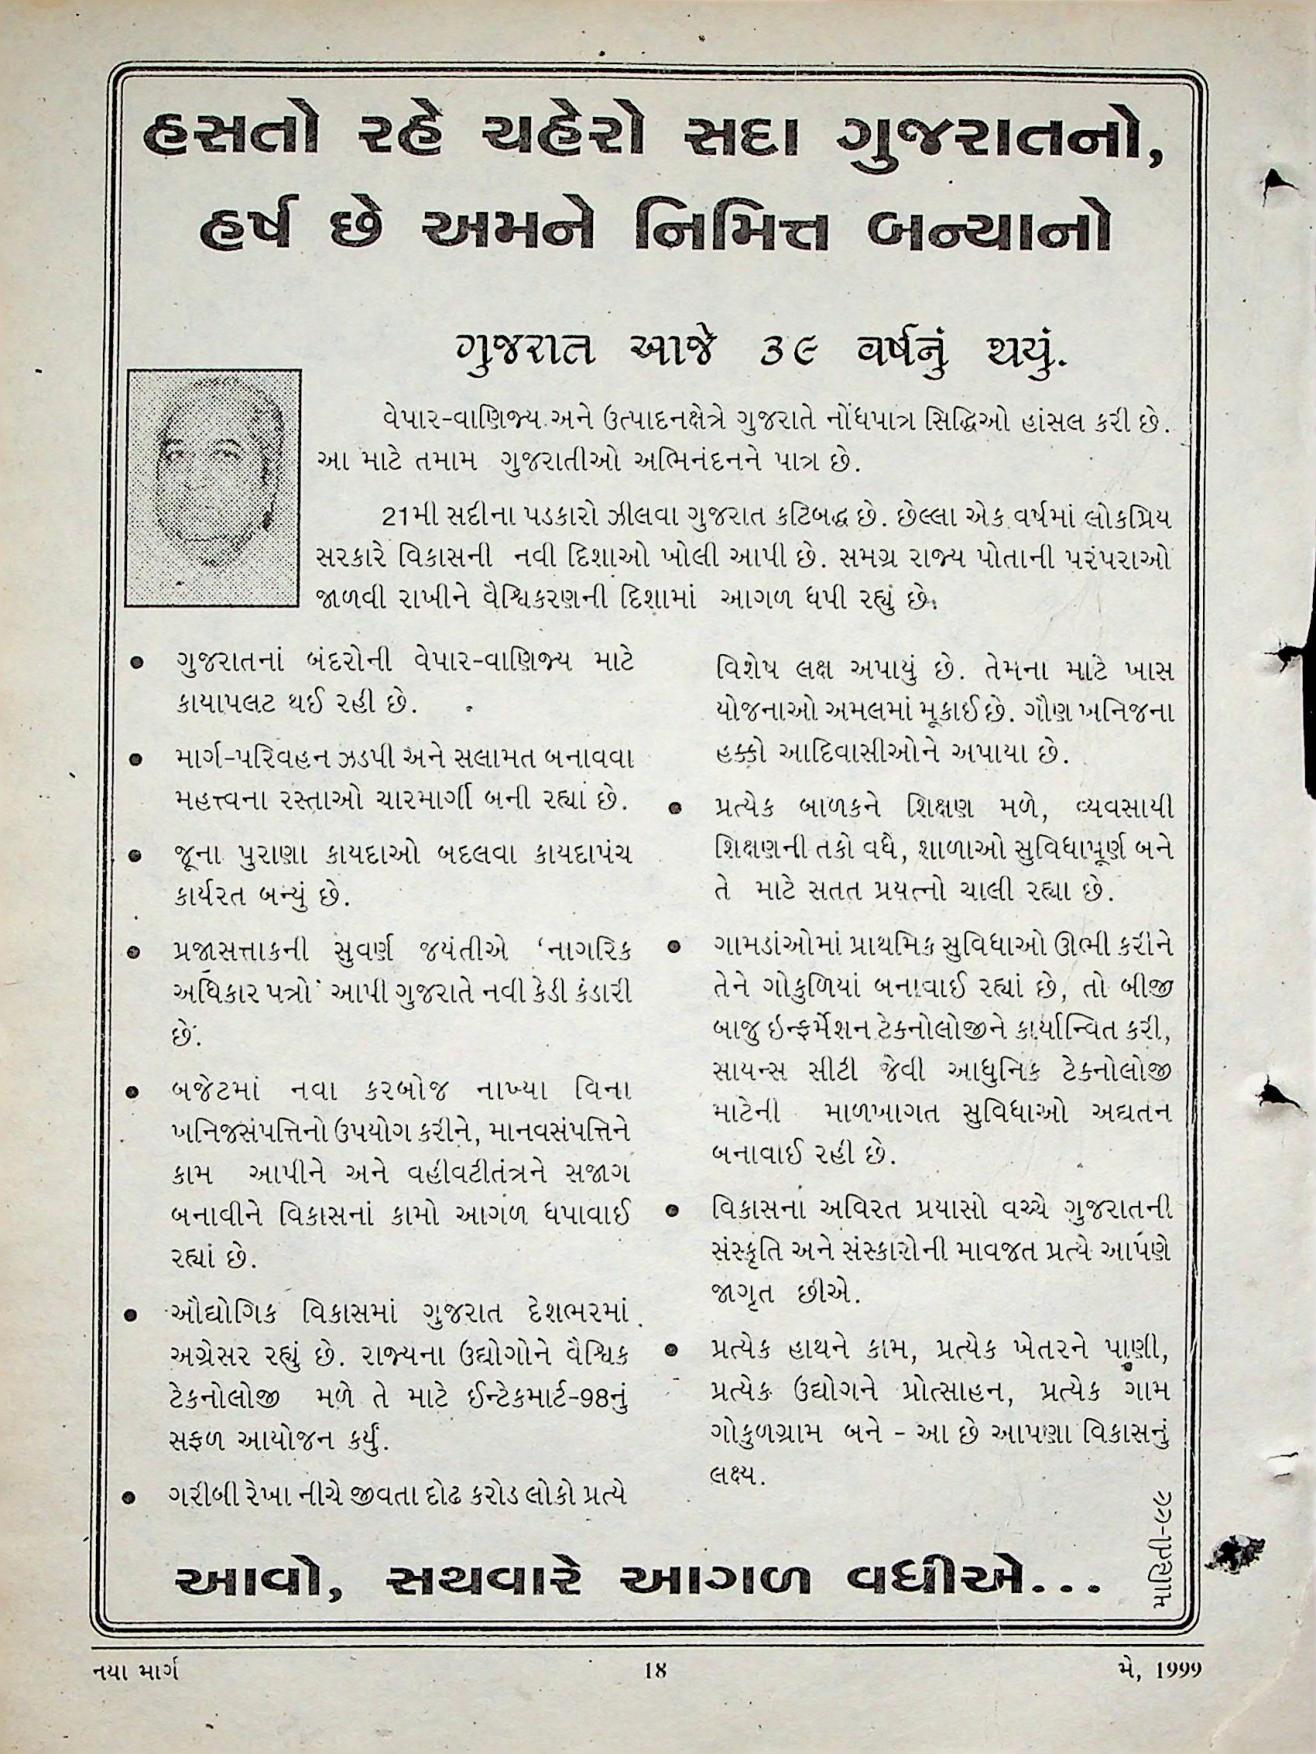 હસતો રહે ચહેરો સદા ગુજરાતનો,
હર્ષ છે અમને નિમિત્ત બન્યાનો
ગુજરાત આજે ૩૯ વર્ષનું થયું.
વેપાર-વાણિજ્ય અને ઉત્પાદનક્ષેત્રે ગુજરાતે નોંધપાત્ર સિદ્ધિઓ હાંસલ કરી છે.
આ માટે તમામ ગુજરાતીઓ અભિનંદનને પાત્ર છે.
21મી સદીના પડકારો ઝીલવા ગુજરાત કટિબદ્ધ છે. છેલ્લા એક વર્ષમાં લોકપ્રિય
સરકારે વિકાસની નવી દિશાઓ ખોલી આપી છે. સમગ્ર રાજ્ય પોતાની પરંપરાઓ
જાળવી રાખીને વૈશ્વિકરણની દિશામાં આગળ ધપી રહ્યું છે.
● ગુજરાતનાં બંદરોની વેપાર-વાણિજ્ય માટે
કાયાપલટ થઈ રહી છે.
● માર્ગ-પરિવહન ઝડપી અને સલામત બનાવવા
મહત્ત્વના રસ્તાઓ ચારમાર્ગી બની રહ્યાં છે.
● જૂના પુરાણા કાયદાઓ બદલવા કાયદાપંચ
કાર્યરત બન્યું છે.
● પ્રજાસત્તાકની સુવર્ણ જયંતીએ ‘નાગરિક
અધિકાર પત્રો’ આપી ગુજરાતે નવી કેડી કંડારી
છે.
● બજેટમાં નવા કરબોજ નાખ્યા વિના
ખનિજસંપત્તિનો ઉપયોગ કરીને, માનવસંપત્તિને
કામ આપીને અને વહીવટીતંત્રને સજાગ
બનાવીને વિકાસનાં કામો આગળ ધપાવાઈ
રહ્યાં છે.
● ઔદ્યોગિક વિકાસમાં ગુજરાત દેશભરમાં
અગ્રેસર રહ્યું છે. રાજ્યના ઉદ્યોગોને વૈશ્વિક
ટેકનોલોજી મળે તે માટે ઈન્ટેકમાર્ટ-98નું
સફળ આયોજન કર્યું.
● ગરીબી રેખા નીચે જીવતા દોઢ કરોડ લોકો પ્રત્યે
વિશેષ લક્ષ અપાયું છે. તેમના માટે ખાસ
યોજનાઓ અમલમાં મૂકાઈ છે. ગૌણ ખનિજના
હક્કો આદિવાસીઓને અપાયા છે.
● પ્રત્યેક બાળકને શિક્ષણ મળે, વ્યવસાયી
શિક્ષણની તકો વધે, શાળાઓ સુવિધાપૂર્ણ બને
તે માટે સતત પ્રયત્નો ચાલી રહ્યા છે.
● ગામડાંઓમાં પ્રાથમિક સુવિધાઓ ઊભી કરીને
તેને ગોકુળિયાં બનાવાઈ રહ્યાં છે, તો બીજી
બાજુ ઇન્ફર્મેશન ટેકનોલોજીને કાર્યાન્વિત કરી,
સાયન્સ સીટી જેવી આધુનિક ટેકનોલોજી
માટેની માળખાગત સુવિધાઓ અદ્યતન
બનાવાઈ રહી છે.
● વિકાસના અવિરત પ્રયાસો વચ્ચે ગુજરાતની
સંસ્કૃતિ અને સંસ્કારોની માવજત પ્રત્યે આપણે
જાગૃત છીએ.
● પ્રત્યેક હાથને કામ, પ્રત્યેક ખેતરને પાણી,
પ્રત્યેક ઉદ્યોગને પ્રોત્સાહન, પ્રત્યેક ગામ
ગોકુળગ્રામ બને - આ છે આપણા વિકાસનું
લક્ષ્ય.
માહિતી-૯૯
આવો, સથવારે આગળ વધીએ...
નયા માર્ગ 18 મે, 1999